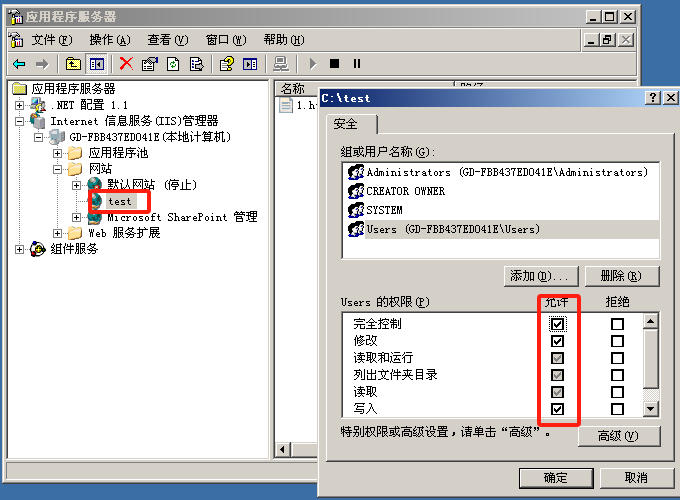 应用程序服务器
文件(F) 操作(A) 查看(V) 窗口(W) 帮助(H)
应用程序服务器
.NET 配置 1.1
Internet 信息服务(IIS)管理器
GD-FBB437ED041E(本地计算机)
应用程序池
网站
默认网站 (停止)
test
Microsoft SharePoint 管理
Web 服务扩展
组件服务
名称
C:\test
安全
组或用户名称(G):
Administrators (GD-FBB437ED041E\Administrators)
CREATOR OWNER
SYSTEM
Users (GD-FBB437ED041E\Users)
添加(D)... 删除(R)
Users 的权限(P) 允许 拒绝
完全控制
修改
读取和运行
列出文件夹目录
读取
写入
特别权限或高级设置，请单击“高级”。
高级(V)
确定 取消